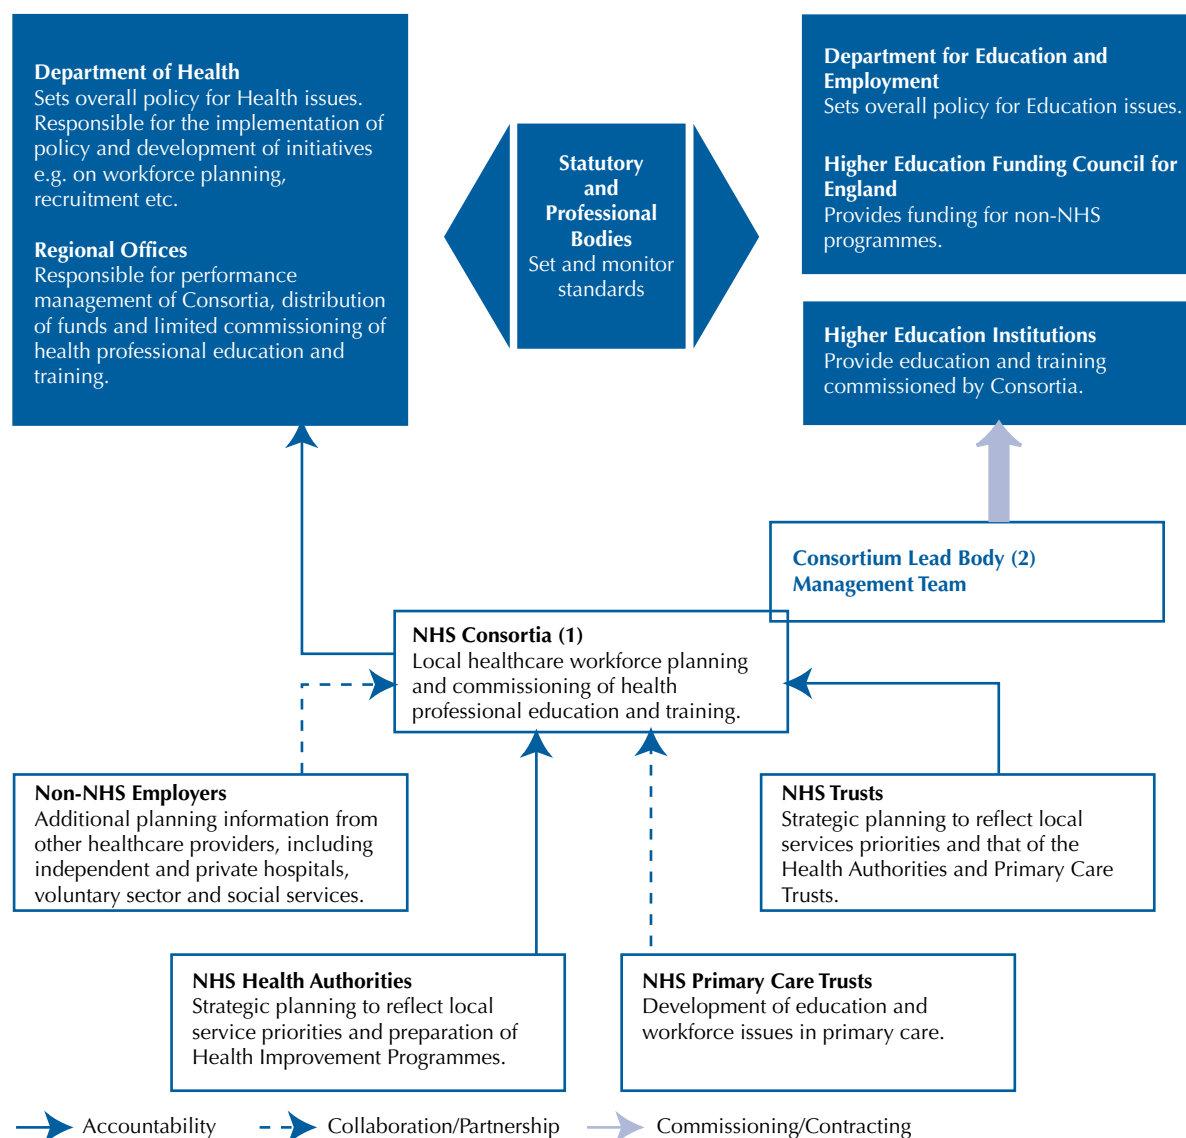 Department of Health
Sets overall policy for Health issues.
Responsible for the implementation of
policy and development of initiatives
e.g. on workforce planning,
recruitment etc.
Regional Offices
Responsible for performance
management of Consortia, distribution
of funds and limited commissioning of
health professional education and
training.
Statutory
and
Professional
Bodies
Set and monitor
standards
Department for Education and
Employment
Sets overall policy for Education issues.
Higher Education Funding Council for
England
Provides funding for non-NHS
programmes.
Higher Education Institutions
Provide education and training
commissioned by Consortia.
Consortium Lead Body (2)
Management Team
NHS Consortia (1)
Local healthcare workforce planning
and commissioning of health
professional education and training.
Non-NHS Employers
Additional planning information from
other healthcare providers, including
independent and private hospitals,
voluntary sector and social services.
NHS Trusts
Strategic planning to reflect local
services priorities and that of the
Health Authorities and Primary Care
Trusts.
NHS Health Authorities
Strategic planning to reflect local
service priorities and preparation of
Health Improvement Programmes.
NHS Primary Care Trusts
Development of education and
workforce issues in primary care.
Accountability
Collaboration/Partnership
Commissioning/Contracting